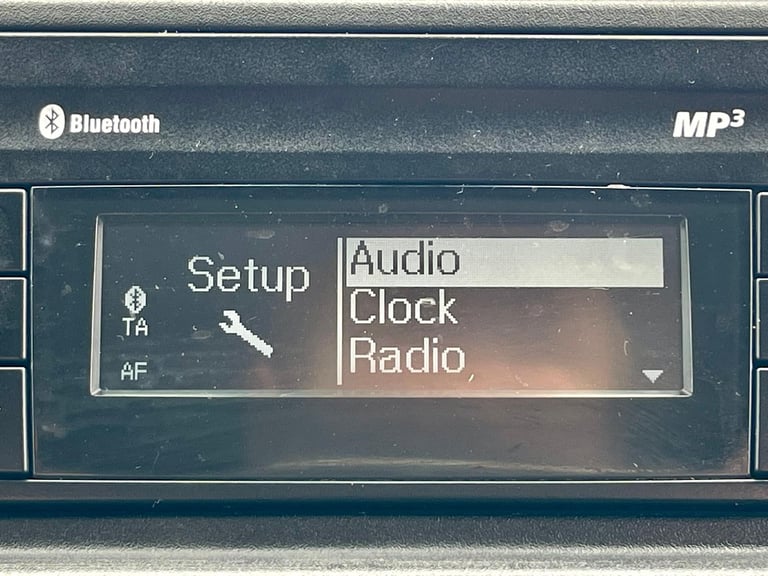 Bluetooth
MP3
Setup
Audio
Clock
Radio
TA
AF